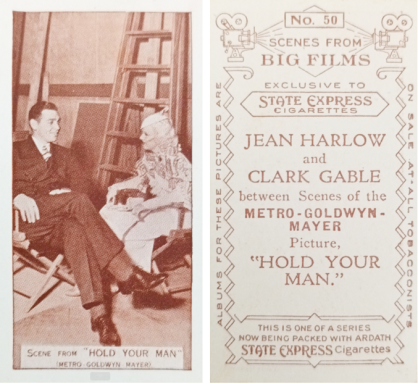 SCENE FROM "HOLD YOUR MAN"
(METRO-GOLDWYN MAYER)
No. 50
SCENES FROM
BIG FILMS
EXCLUSIVE TO
STATE EXPRESS
CIGARETTES
ALBUMS FOR THESE PICTURES ARE
ON SALE AT ALL TOBACCONISTS
JEAN HARLOW
and
CLARK GABLE
between Scenes of the
METRO-GOLDWYN-
MAYER
Picture,
"HOLD YOUR
MAN."
THIS IS ONE OF A SERIES
NOW BEING PACKED WITH ARDATH
STATE EXPRESS Cigarettes